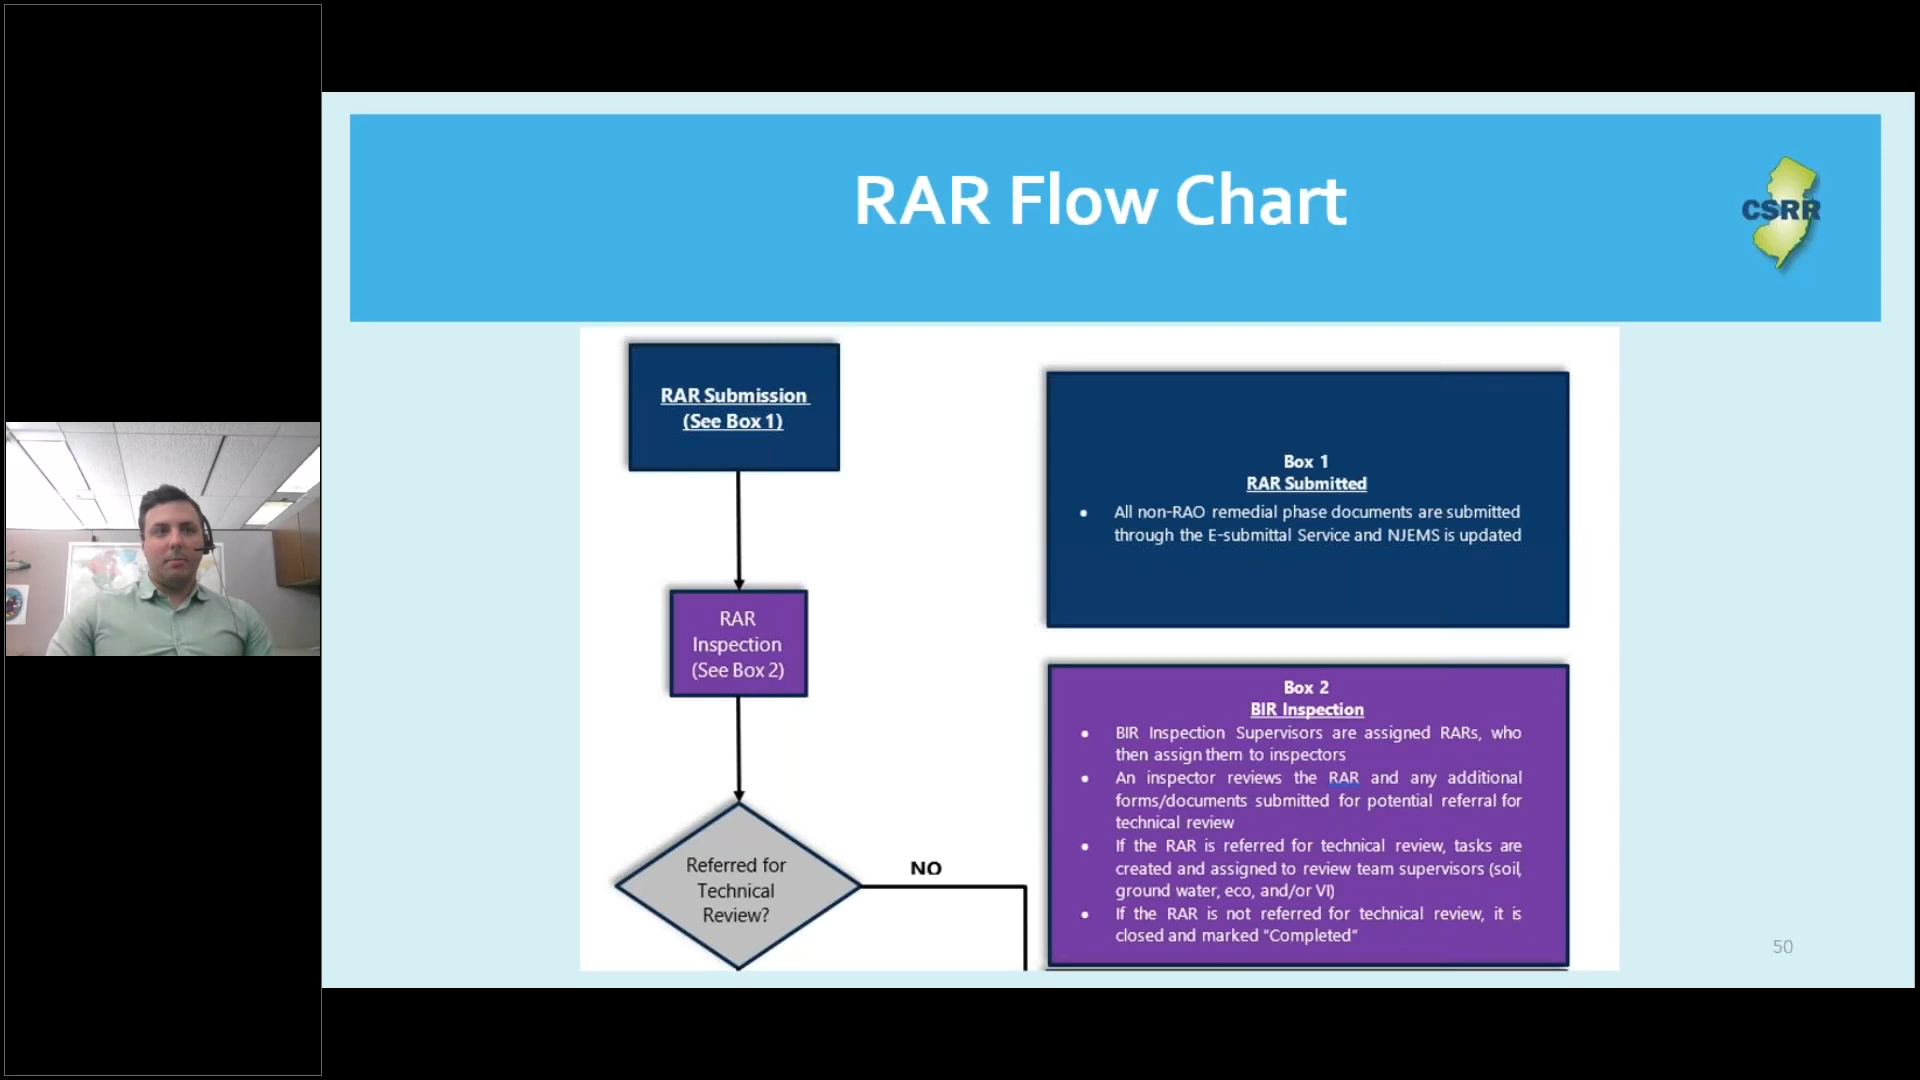 RAR Flow Chart
CSRR
RAR Submission
(See Box 1)
RAR
Inspection
(See Box 2)
Referred for
Technical
Review?
NO
Box 1
RAR Submitted
• All non-RAO remedial phase documents are submitted
through the E-submittal Service and NJEMS is updated
Box 2
BIR Inspection
• BIR Inspection Supervisors are assigned RARs, who
then assign them to inspectors
• An inspector reviews the RAR and any additional
forms/documents submitted for potential referral for
technical review
• If the RAR is referred for technical review, tasks are
created and assigned to review team supervisors (soil,
ground water, eco, and/or VI)
• If the RAR is not referred for technical review, it is
closed and marked “Completed”
50